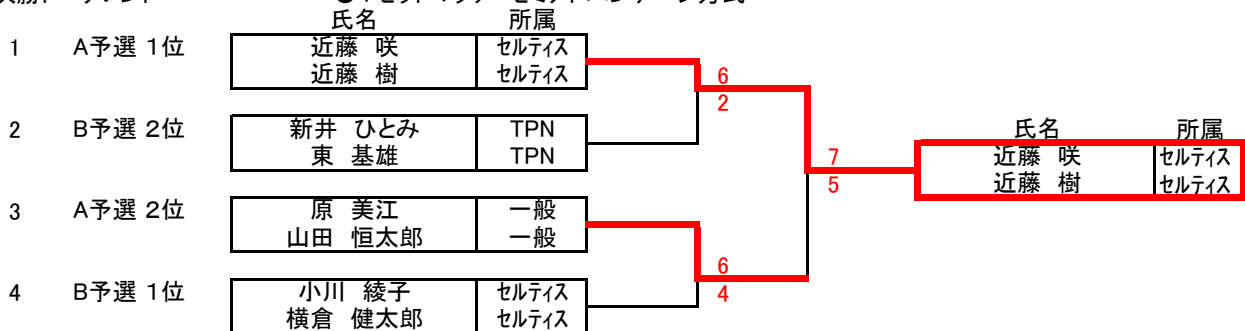 氏名 所属
1 A予選 1位 近藤 咲 セルティス
近藤 樹 セルティス
6
2
2 B予選 2位 新井 ひとみ TPN
東 基雄 TPN
氏名 所属
7 近藤 咲 セルティス
5 近藤 樹 セルティス
3 A予選 2位 原 美江 一般
山田 恒太郎 一般
6
4
4 B予選 1位 小川 綾子 セルティス
横倉 健太郎 セルティス